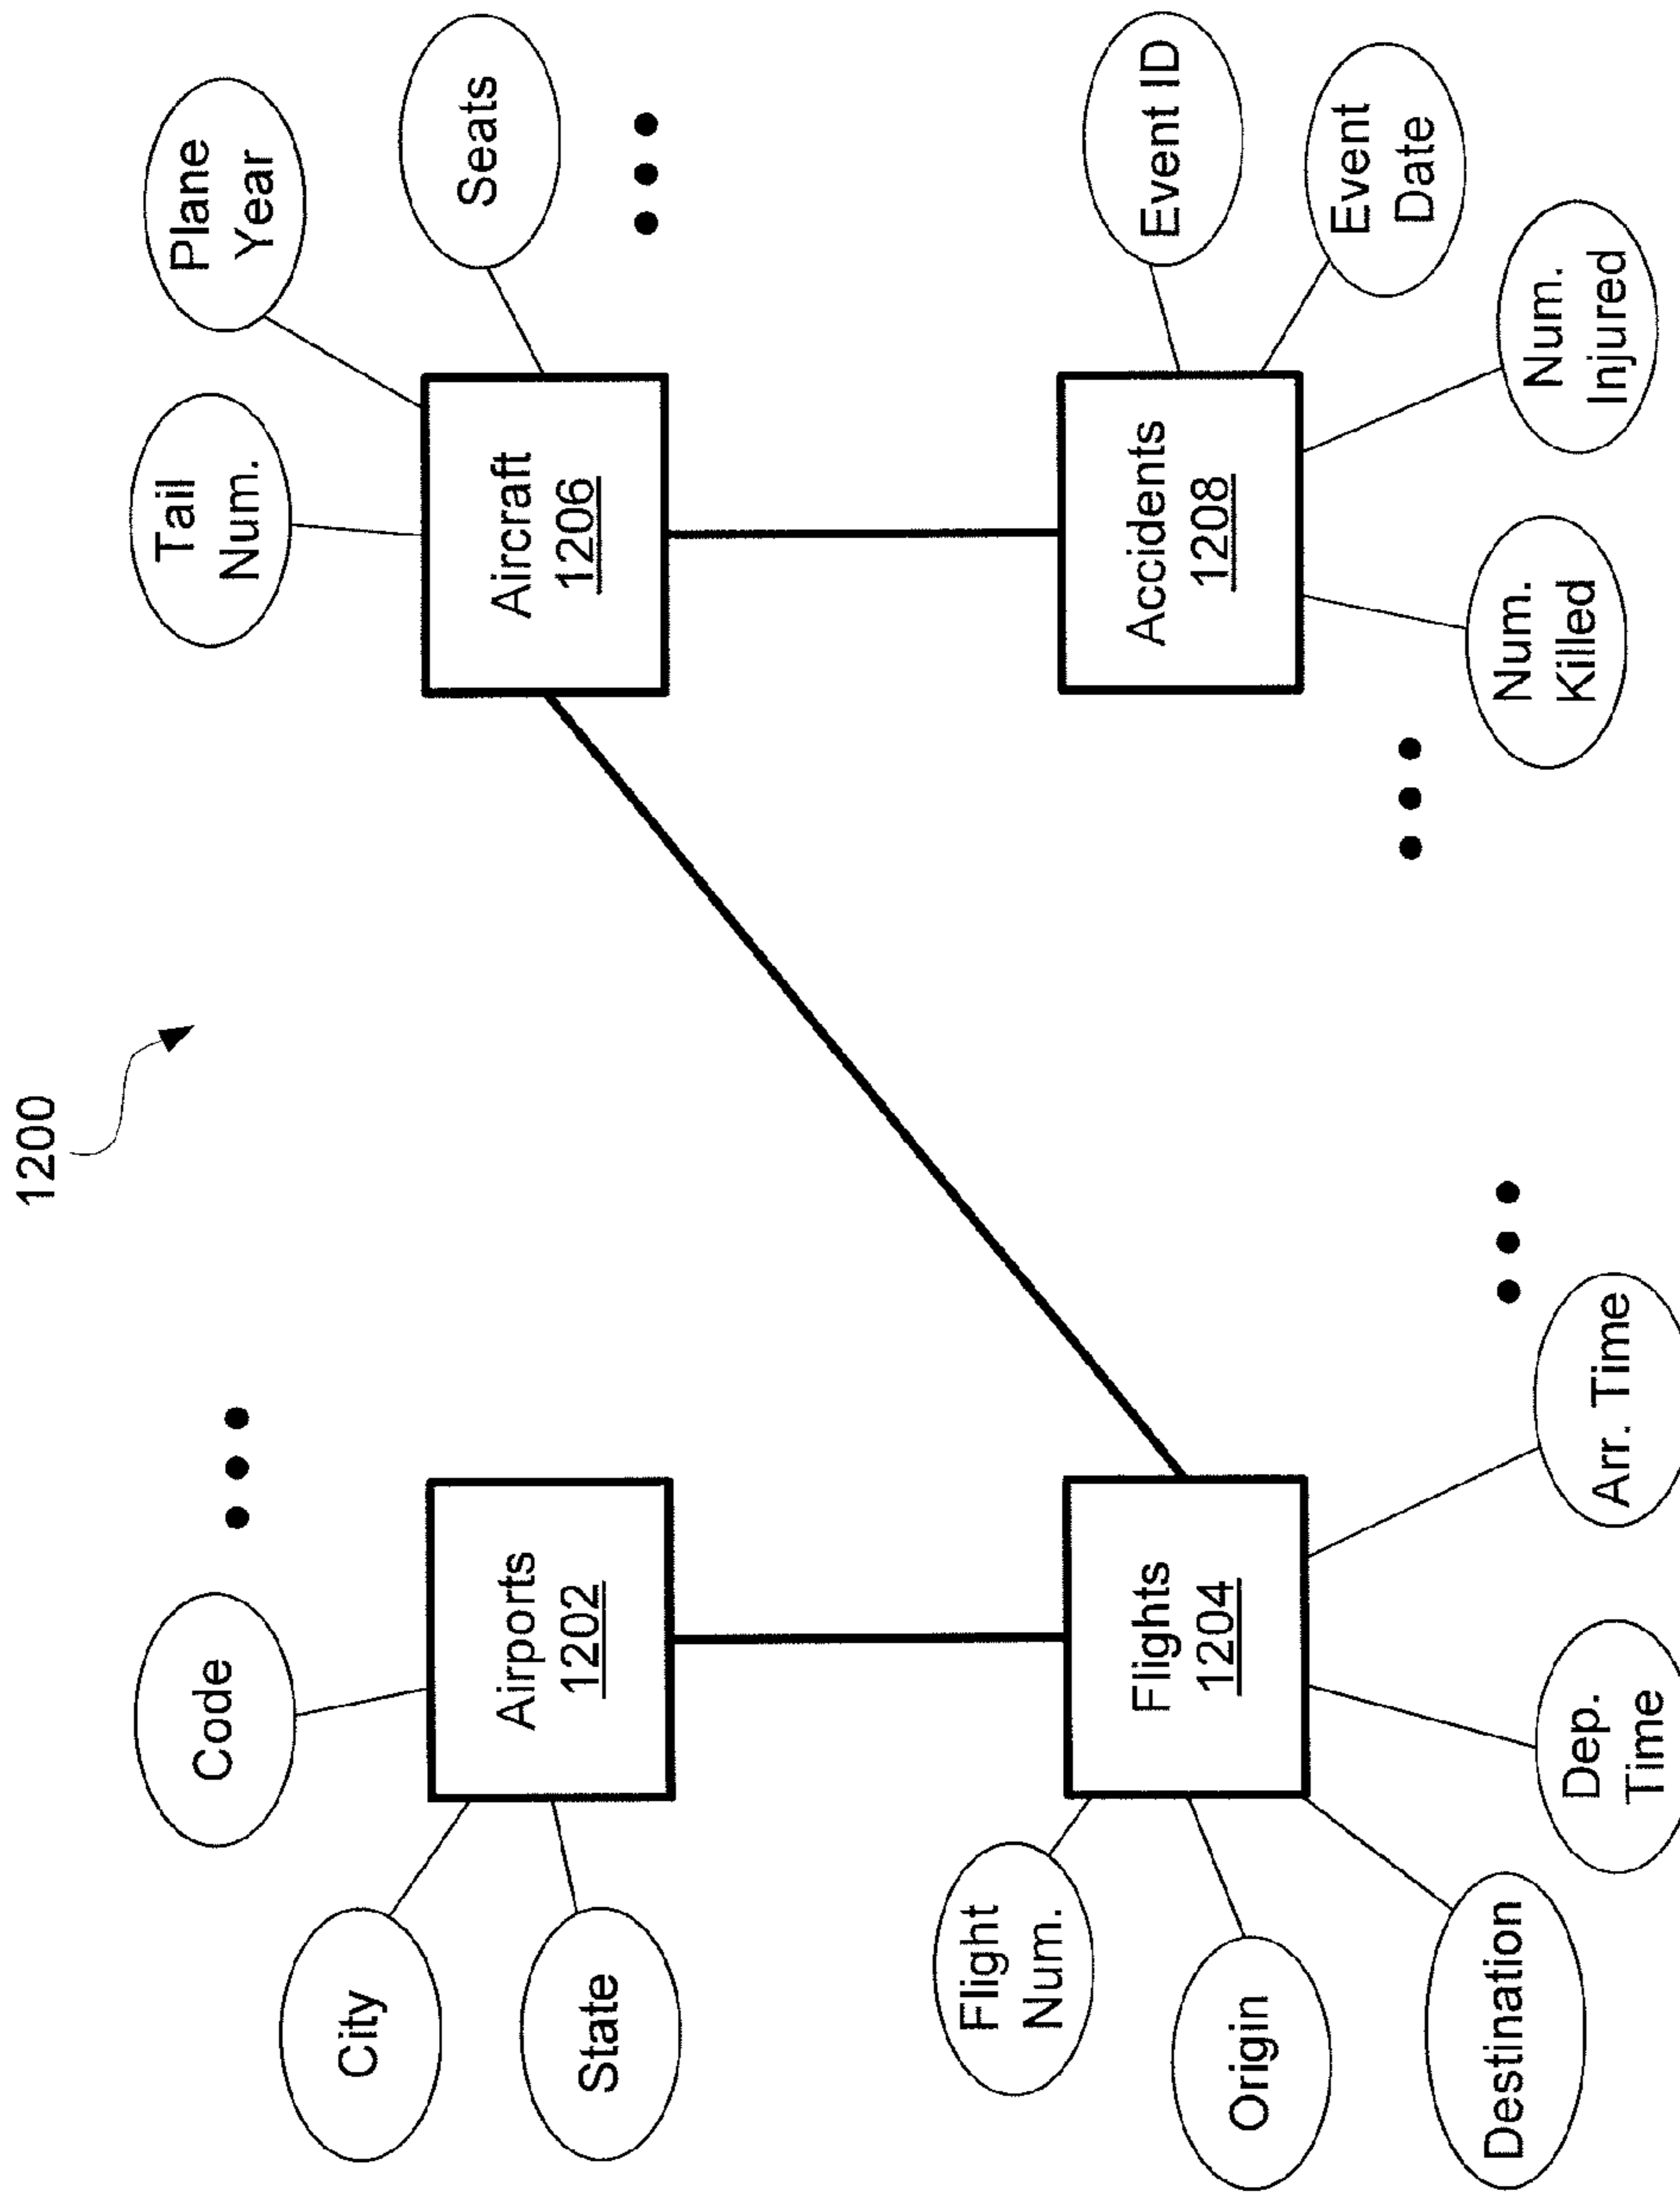 1200
Code
City
State
Airports
1202
Tail
Num.
Plane
Year
Seats
Aircraft
1206
Flight
Num.
Origin
Destination
Dep.
Time
Arr. Time
Flights
1204
Accidents
1208
Event ID
Event
Date
Num.
Injured
Num.
Killed